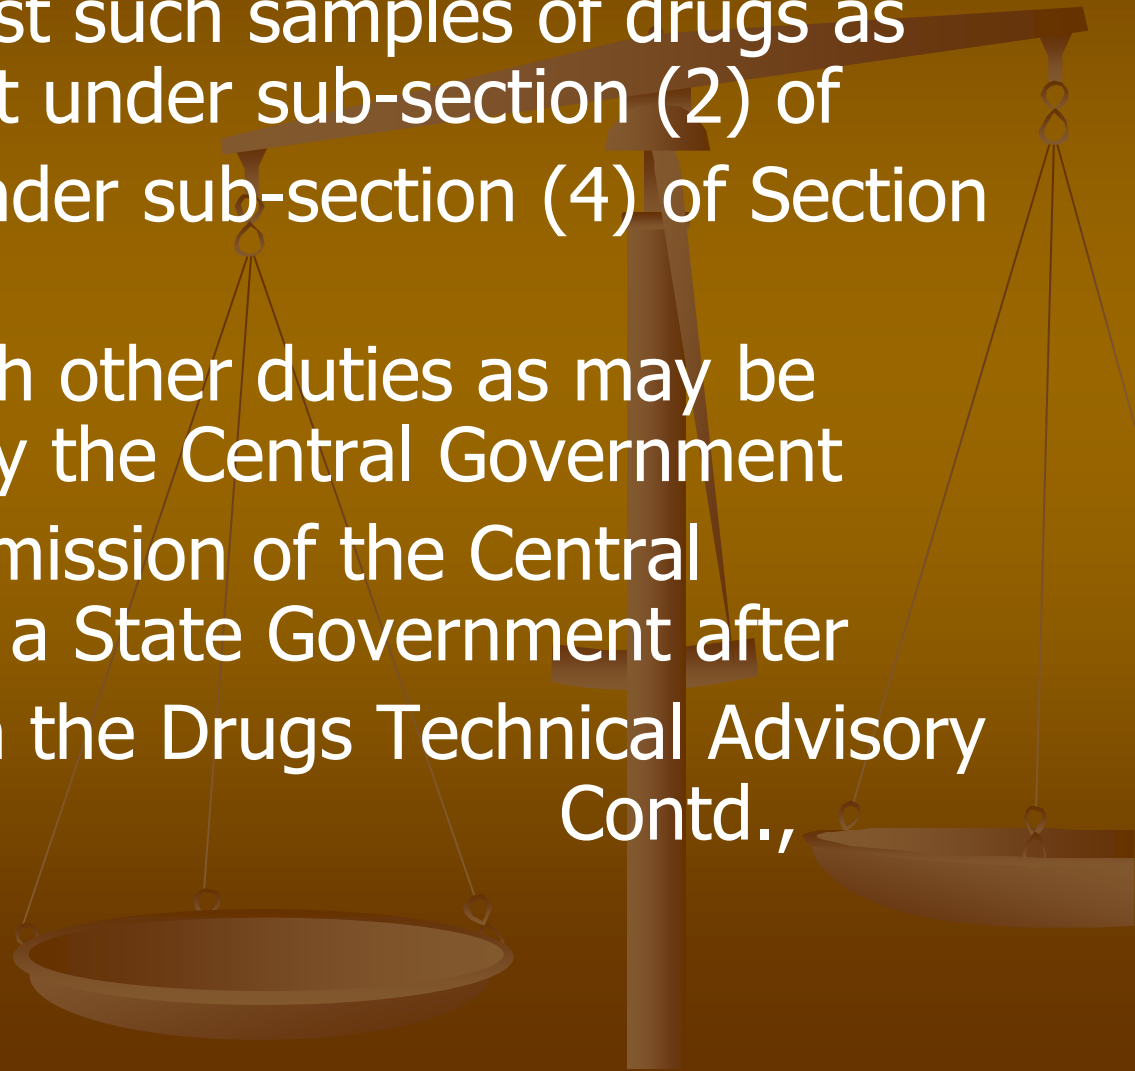 st such samples of drugs as
t under sub-section (2) of
nder sub-section (4) of Section
h other duties as may be
y the Central Government
mission of the Central
a State Government after
the Drugs Technical Advisory
Contd.,